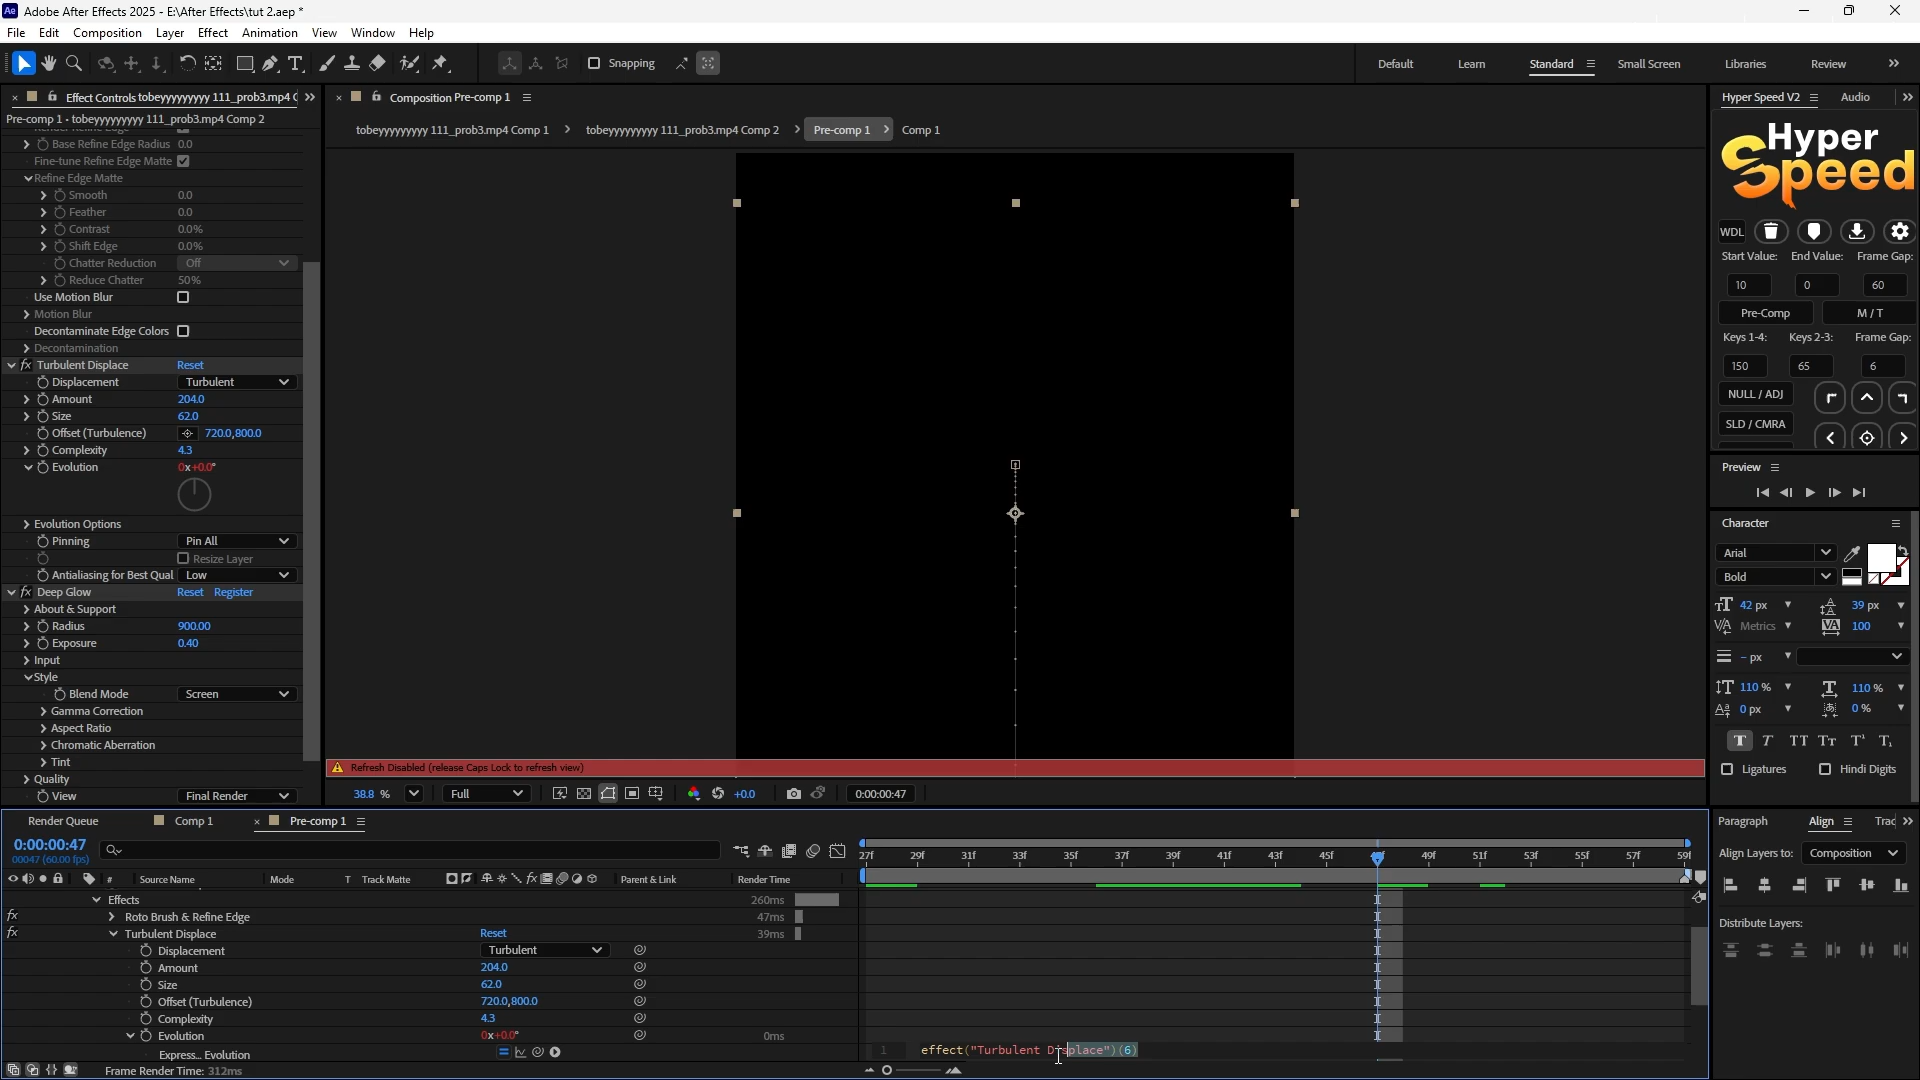 Ae Adobe After Effects 2025 - E:\After Effects\tut 2.aep *
File Edit Composition Layer Effect Animation View Window Help
Snapping
Default Learn Standard Small Screen Libraries Review
Effect Controls tobeyyyyyyyyy 111_prob3.mp4 C
Pre-comp 1 • tobeyyyyyyyyy 111_prob3.mp4 Comp 2
Base Refine Edge Radius 0.0
Fine-tune Refine Edge Matte
Refine Edge Matte
Smooth 0.0
Feather 0.0
Contrast 0.0%
Shift Edge 0.0%
Chatter Reduction Off
Reduce Chatter 50%
Use Motion Blur
Motion Blur
Decontaminate Edge Colors
Decontamination
fx Turbulent Displace Reset
Displacement Turbulent
Amount 204.0
Size 62.0
Offset (Turbulence) 720.0,800.0
Complexity 4.3
Evolution 0x+0.0°
Evolution Options
Pinning Pin All
Resize Layer
Antialiasing for Best Qual Low
fx Deep Glow Reset Register
About & Support
Radius 900.00
Exposure 0.40
Input
Style
Blend Mode Screen
Gamma Correction
Aspect Ratio
Chromatic Aberration
Tint
Quality
View Final Render
Composition Pre-comp 1
tobeyyyyyyyyy 111_prob3.mp4 Comp 1 tobeyyyyyyyyy 111_prob3.mp4 Comp 2 Pre-comp 1 Comp 1
Refresh Disabled (release Caps Lock to refresh view)
38.8 % Full +0.0 0:00:00:47
Hyper Speed V2 Audio
Hyper
Speed
WDL
Start Value: End Value: Frame Gap:
10 0 60
Pre-Comp M / T
Keys 1-4: Keys 2-3: Frame Gap:
150 65 6
NULL / ADJ
SLD / CMRA
Preview
Character
Arial
Bold
42 px 39 px
Metrics 100
- px
110 % 110 %
0 px 0 %
Ligatures Hindi Digits
Paragraph Align Trac
Align Layers to: Composition
Distribute Layers:
Render Queue Comp 1 Pre-comp 1
0:00:00:47
00047 (60.00 fps)
27f 29f 31f 33f 35f 37f 39f 41f 43f 45f 49f 51f 53f 55f 57f 59f
# Source Name Mode T Track Matte Parent & Link Render Time
Effects 260ms
fx Roto Brush & Refine Edge 47ms
fx Turbulent Displace Reset 39ms
Displacement Turbulent
Amount 204.0
Size 62.0
Offset (Turbulence) 720.0,800.0
Complexity 4.3
Evolution 0x+0.0° 0ms
Express... Evolution 1 effect("Turbulent Displace")(6)
Frame Render Time: 312ms